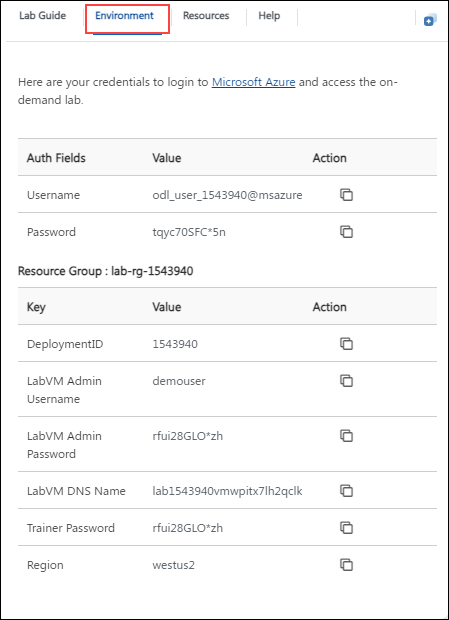 Lab Guide Environment Resources Help
Here are your credentials to login to Microsoft Azure and access the on-
demand lab.
Auth Fields Value Action
Username odl_user_1543940@msazure
Password tqyc70SFC*5n
Resource Group : lab-rg-1543940
Key Value Action
DeploymentID 1543940
LabVM Admin demouser
Username
LabVM Admin rfui28GLO*zh
Password
LabVM DNS Name lab1543940vmwpitx7lh2qclk
Trainer Password rfui28GLO*zh
Region westus2